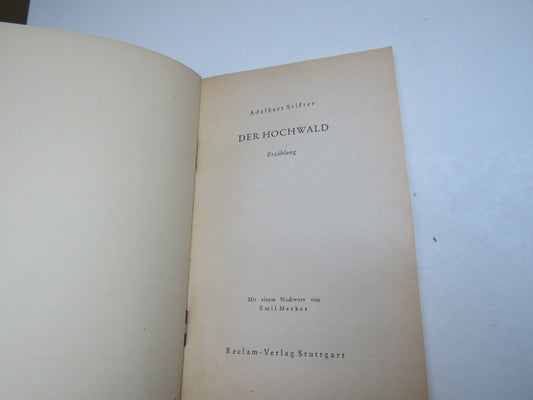 Adalbert Stifter
DER HOCHWALD
Erzählung
Mit einem Nachwort von
Emil Merker
Reclam-Verlag Stuttgart